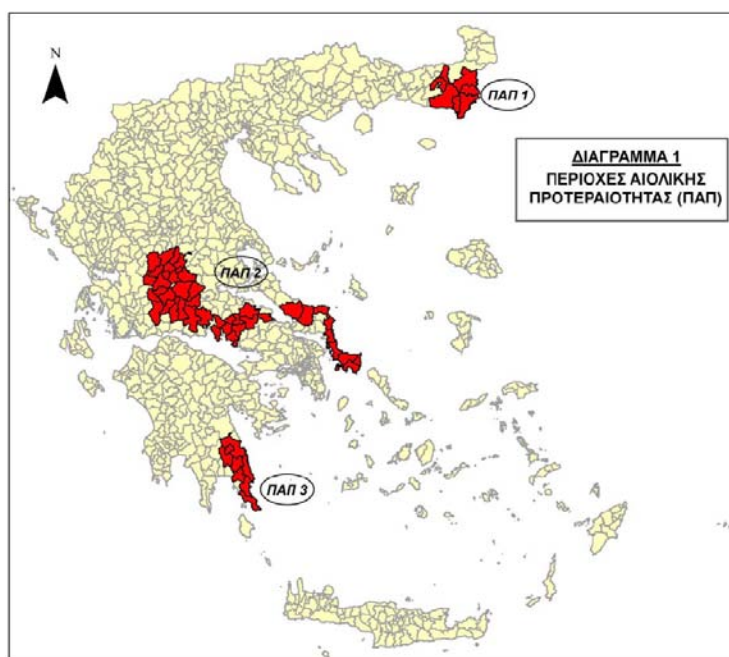 N
ΠΑΠ 1
ΔΙΑΓΡΑΜΜΑ 1
ΠΕΡΙΟΧΕΣ ΑΙΟΛΙΚΗΣ
ΠΡΟΤΕΡΑΙΟΤΗΤΑΣ (ΠΑΠ)
ΠΑΠ 2
ΠΑΠ 3